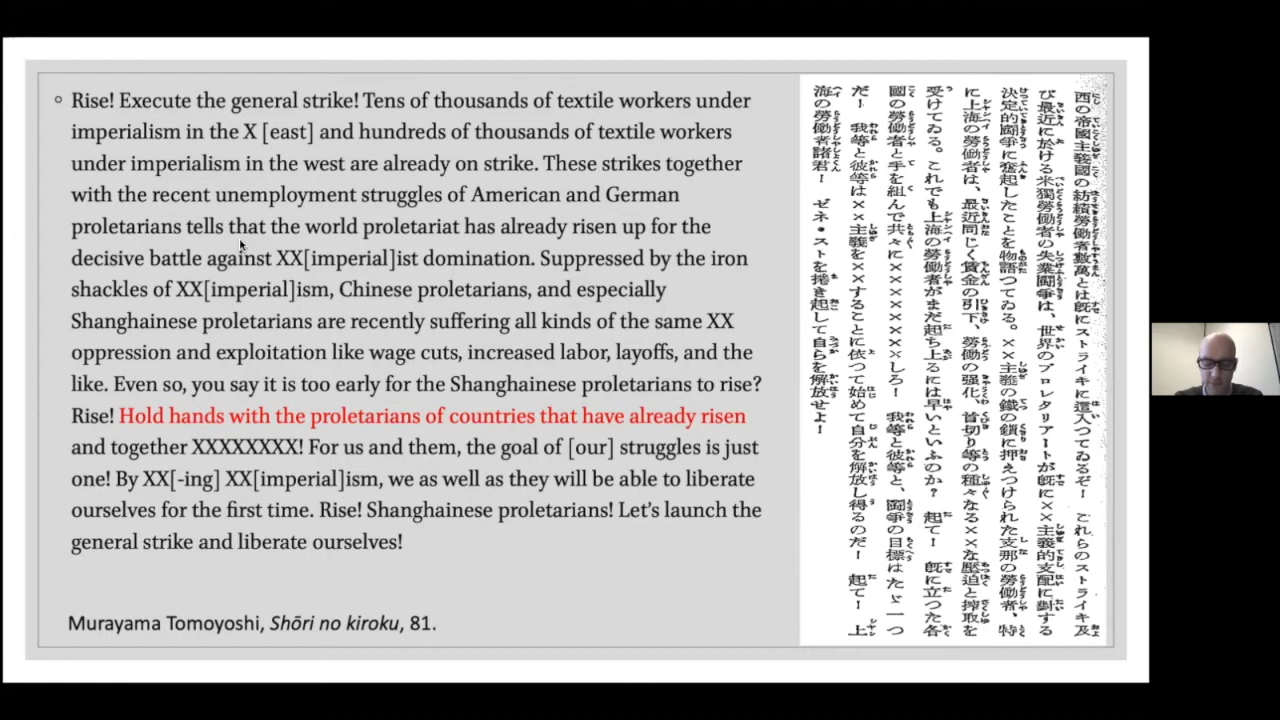 Rise! Execute the general strike! Tens of thousands of textile workers under
imperialism in the X [east] and hundreds of thousands of textile workers
under imperialism in the west are already on strike. These strikes together
with the recent unemployment struggles of American and German
proletarians tells that the world proletariat has already risen up for the
decisive battle against XX[imperial]ist domination. Suppressed by the iron
shackles of XX[imperial]ism, Chinese proletarians, and especially
Shanghainese proletarians are recently suffering all kinds of the same XX
oppression and exploitation like wage cuts, increased labor, layoffs, and the
like. Even so, you say it is too early for the Shanghainese proletarians to rise?
Rise! Hold hands with the proletarians of countries that have already risen
and together XXXXXXXX! For us and them, the goal of [our] struggles is just
one! By XX[-ing] XX[imperial]ism, we as well as they will be able to liberate
ourselves for the first time. Rise! Shanghainese proletarians! Let's launch the
general strike and liberate ourselves!
Murayama Tomoyoshi, Shōri no kiroku, 81.
西の帝國主義國の紡績勞働者數萬とは既にストライキに這入つてゐるぞ! これらのストライキ及
び最近に於ける米獨勞働者の失業鬪爭は、世界のプロレタリアートが既に××主義的支配に對する
決定的鬪爭に奮起したことを物語つてゐる。××主義の鐵の鎖に押えつけられた支那の勞働者、特
に上海の勞働者は、最近同じく賃金の引下、勞働の强化、首切り等の種々なる××な壓迫と搾取を
受けてゐる。これでも上海の勞働者がまだ起ち上るには早いといふのか? 起て! 既に立つた各
國の勞働者と手を組んで共々に××××××××しろ! 我等と彼等と、鬪爭の目標はたゞ一つ
だ! 我等と彼等は××主義を××することに依つて始めて自分を解放し得るのだ! 起て! 上
海の勞働者諸君! ゼネ・ストを捲き起して自らを解放せよ!